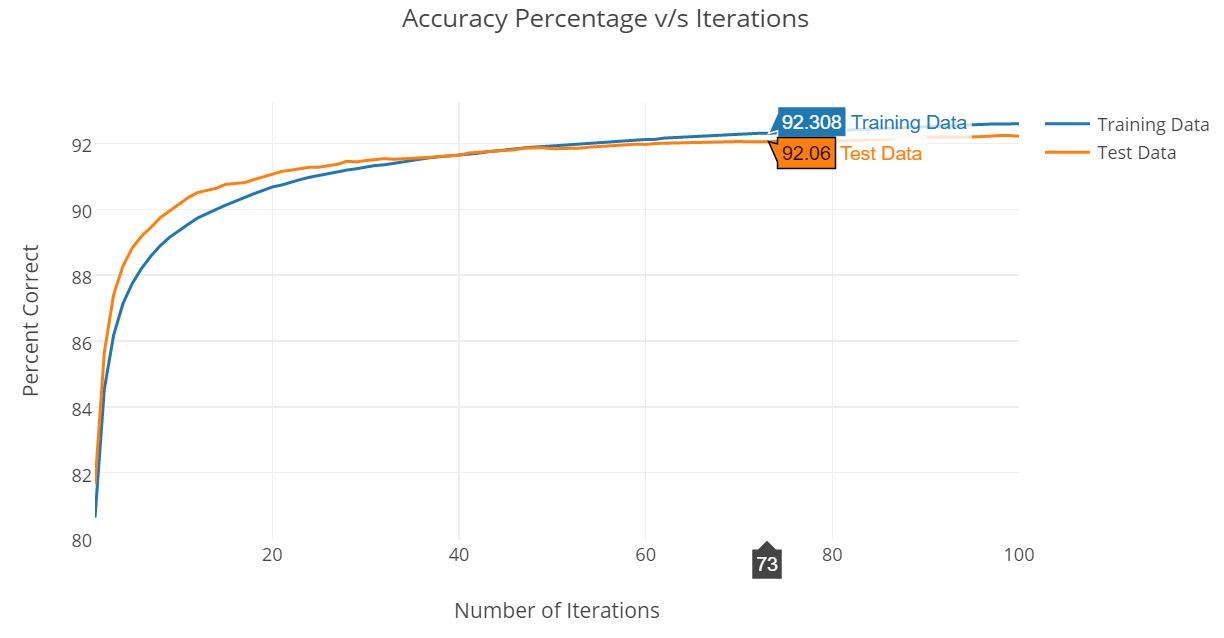 Accuracy Percentage v/s Iterations
92.308 Training Data
92.06 Test Data
Training Data
Test Data
Percent Correct
92
90
88
86
84
82
80
20
40
60
80
100
73
Number of Iterations